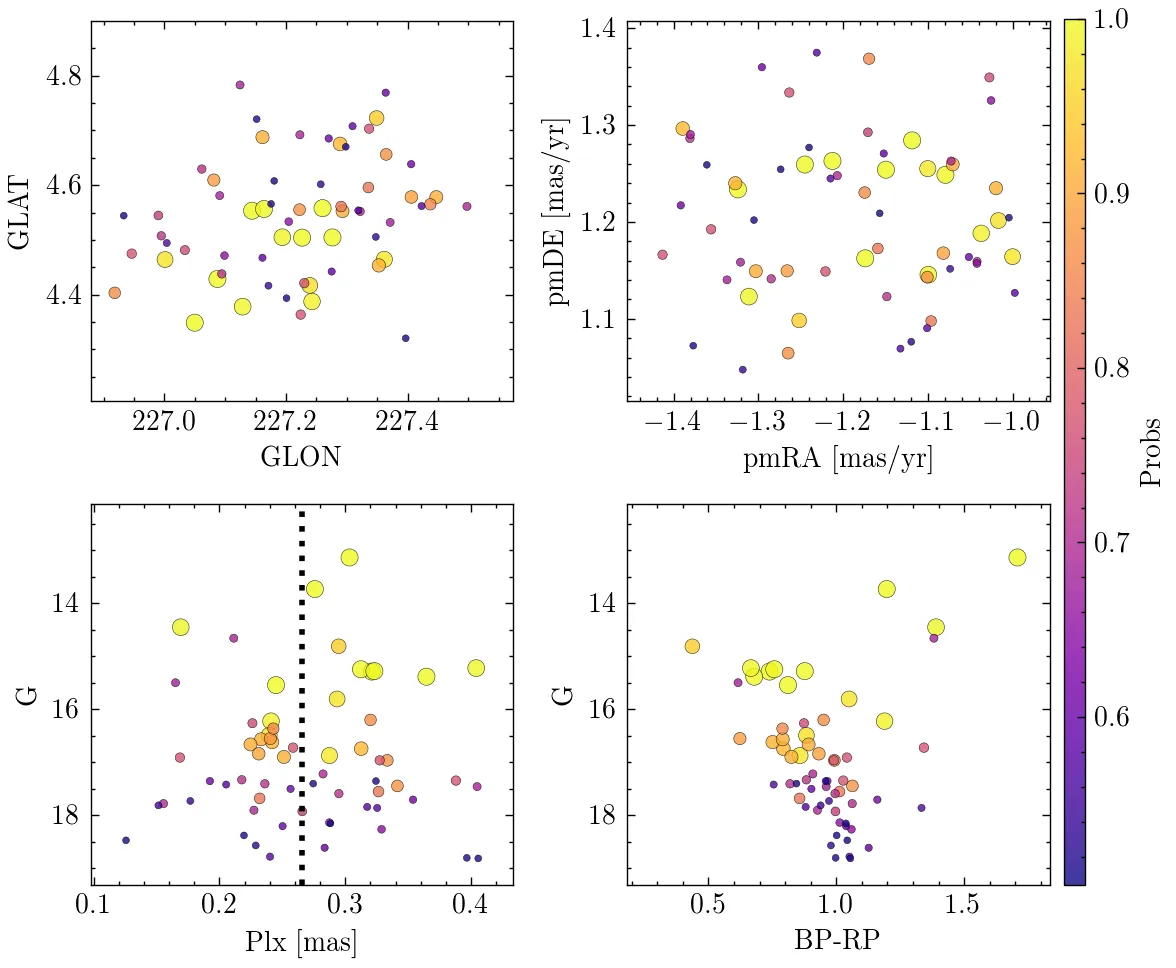 4.8
4.6
4.4
GLAT
227.0 227.2 227.4
GLON
1.4
1.3
1.2
1.1
pmDE [mas/yr]
−1.4 −1.3 −1.2 −1.1 −1.0
pmRA [mas/yr]
1.0
0.9
0.8
0.7
0.6
Probs
14
16
18
G
0.1 0.2 0.3 0.4
Plx [mas]
14
16
18
G
0.5 1.0 1.5
BP-RP